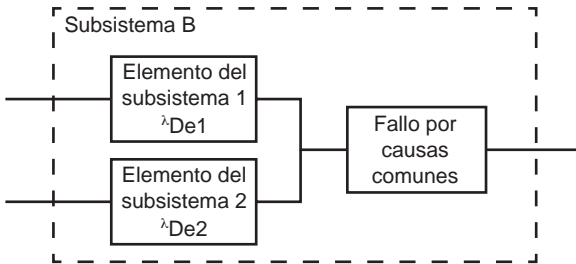 Subsistema B
Elemento del
subsistema 1
λDe1
Elemento del
subsistema 2
λDe2
Fallo por
causas
comunes